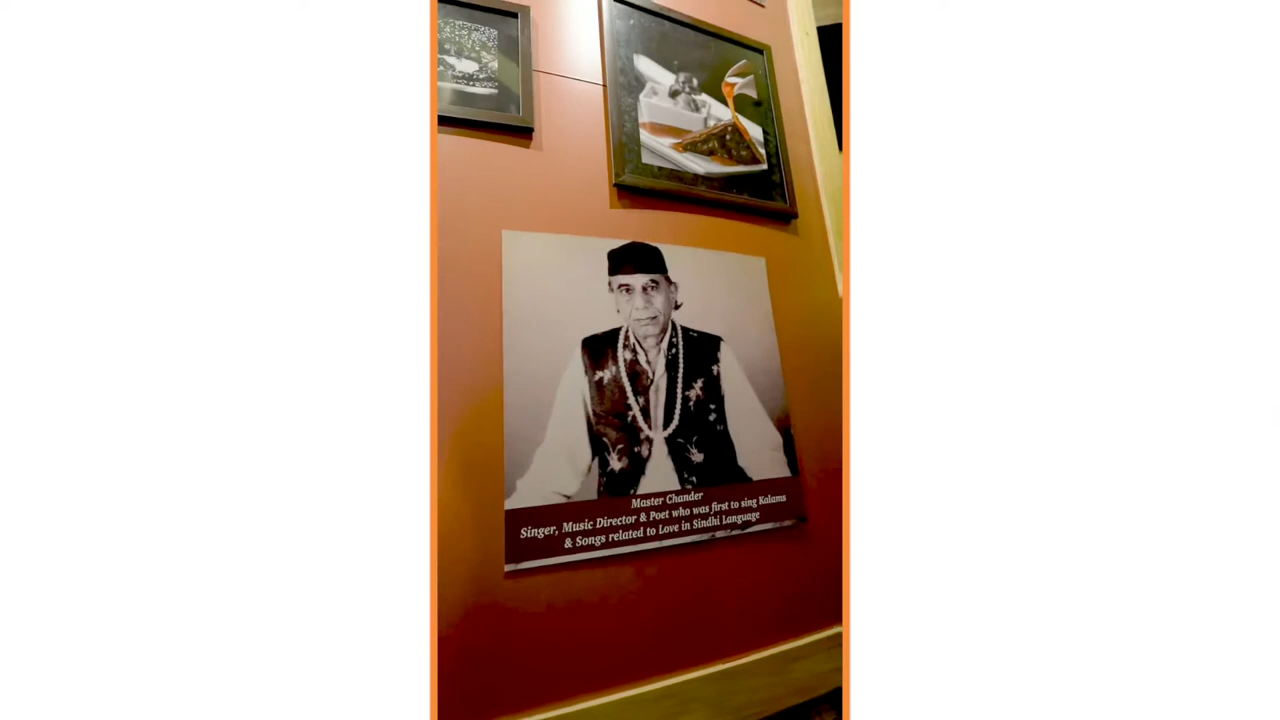 Master Chander
Singer, Music Director & Poet who was first to sing Kalams
& Songs related to Love in Sindhi Language